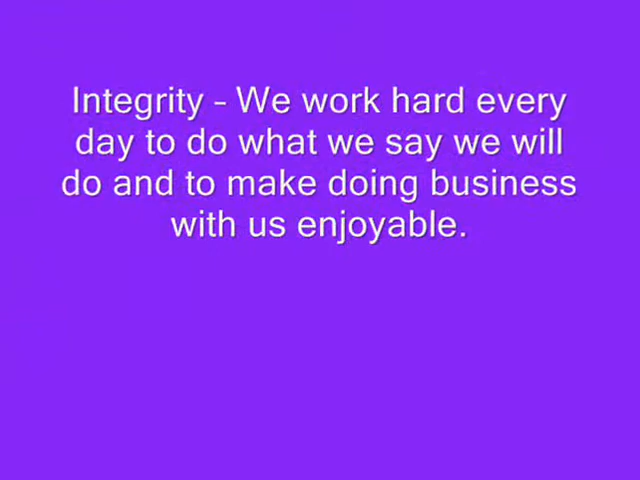 Integrity – We work hard every
day to do what we say we will
do and to make doing business
with us enjoyable.